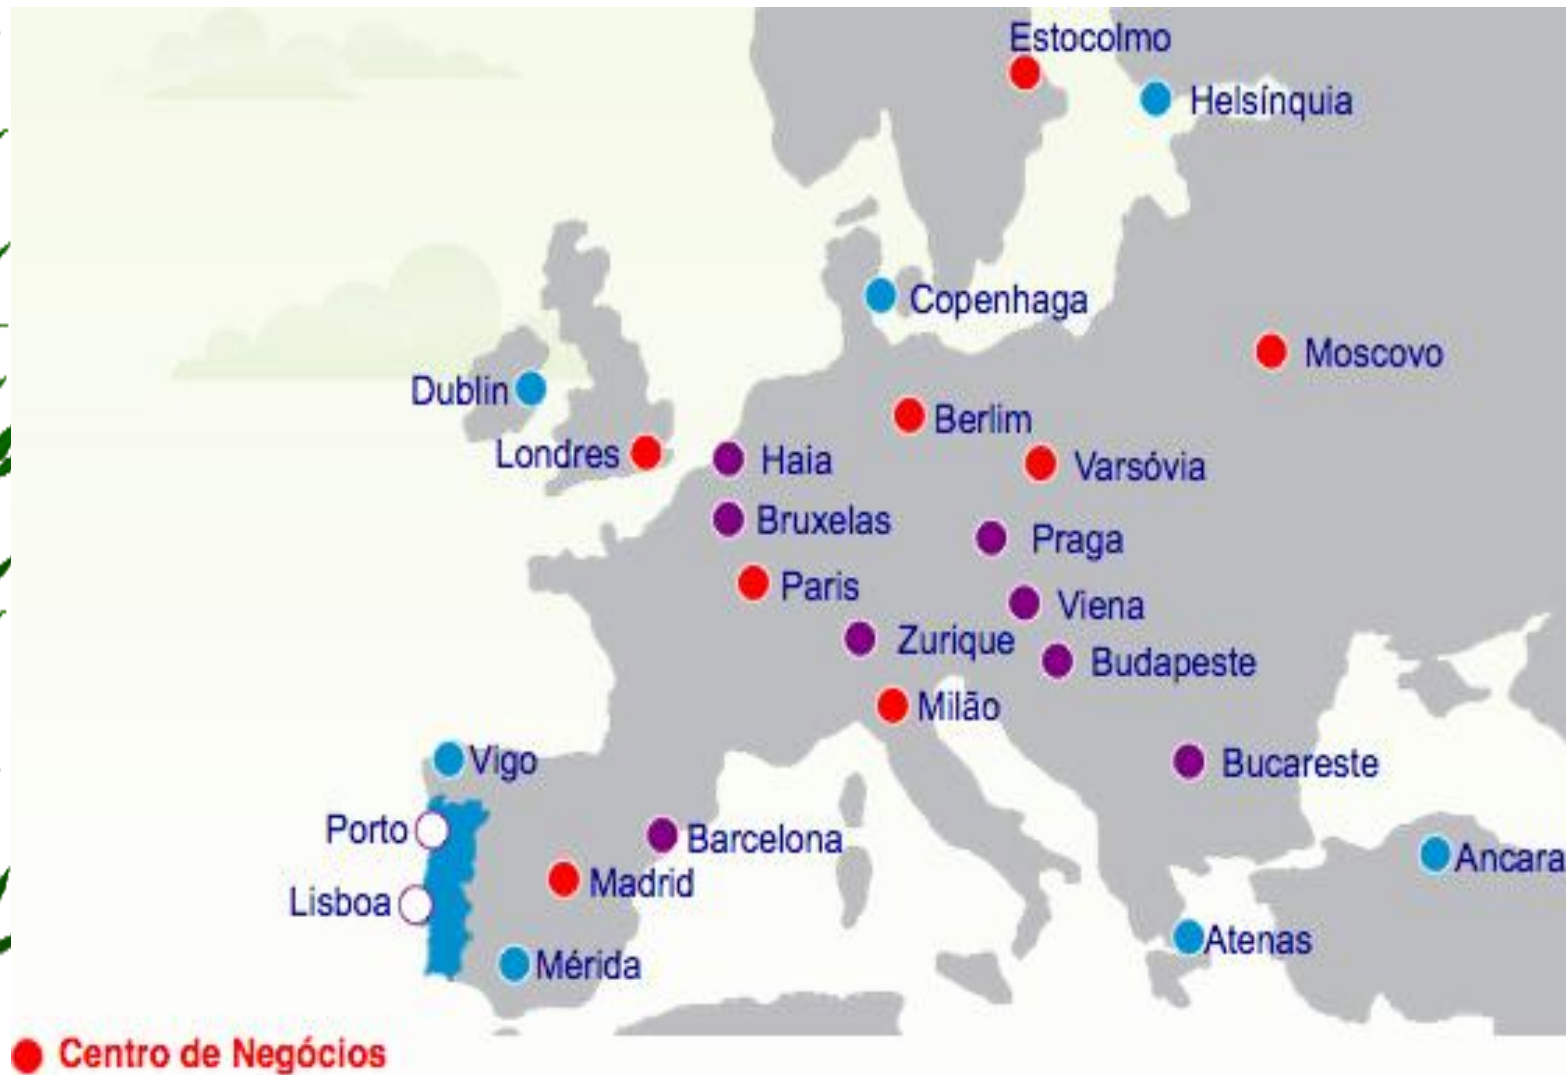 Estocolmo
Helsínquia
Copenhaga
Moscovo
Dublin
Berlim
Londres
Haia
Varsóvia
Bruxelas
Praga
Paris
Viena
Zurique
Budapeste
Milão
Vigo
Bucareste
Porto
Barcelona
Ancara
Madrid
Lisboa
Atenas
Mérida
Centro de Negócios